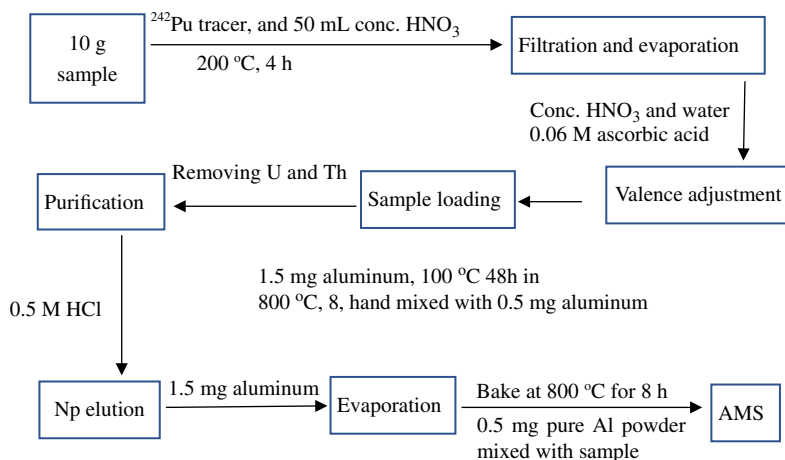 10 g
sample
²⁴²Pu tracer, and 50 mL conc. HNO₃
200 °C, 4 h
Filtration and evaporation
Conc. HNO₃ and water
0.06 M ascorbic acid
Valence adjustment
Sample loading
Removing U and Th
Purification
1.5 mg aluminum, 100 °C 48h in
800 °C, 8, hand mixed with 0.5 mg aluminum
0.5 M HCl
Np elution
1.5 mg aluminum
Evaporation
Bake at 800 °C for 8 h
0.5 mg pure Al powder
mixed with sample
AMS